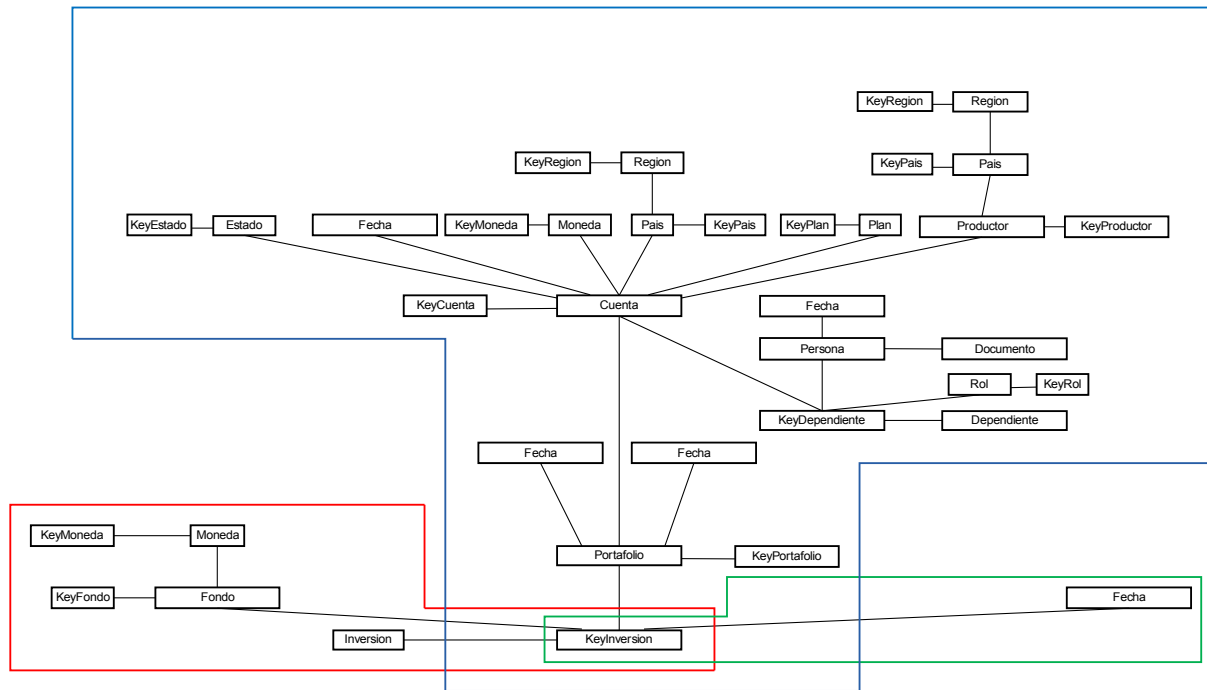 KeyRegion
Region
KeyRegion
Region
KeyPais
Pais
KeyEstado
Estado
Fecha
KeyMoneda
Moneda
Pais
KeyPais
KeyPlan
Plan
Productor
KeyProductor
KeyCuenta
Cuenta
Fecha
Persona
Documento
Rol
KeyRol
KeyDependiente
Dependiente
Fecha
Fecha
KeyMoneda
Moneda
Portafolio
KeyPortafolio
KeyFondo
Fondo
Fecha
Inversion
KeyInversion